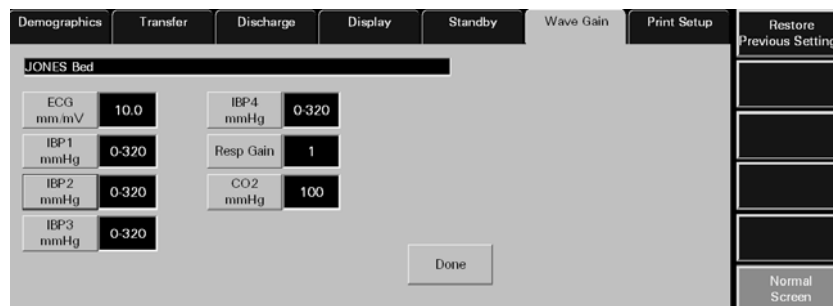 Demographics
Transfer
Discharge
Display
Standby
Wave Gain
Print Setup
Restore
Previous Setting
JONES Bed
ECG
mm/mV
10.0
IBP4
mmHg
0-320
IBP1
mmHg
0-320
Resp Gain
1
IBP2
mmHg
0-320
CO2
mmHg
100
IBP3
mmHg
0-320
Done
Normal
Screen